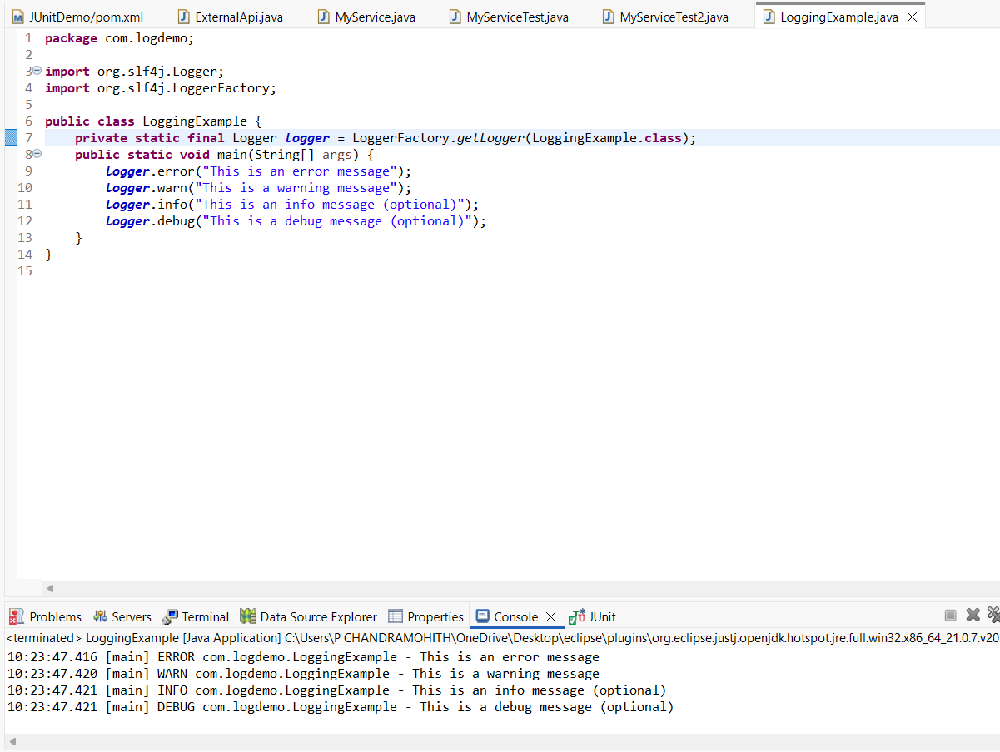 JUnitDemo/pom.xml ExternalApi.java MyService.java MyServiceTest.java MyServiceTest2.java LoggingExample.java
1 package com.logdemo;
2
3 import org.slf4j.Logger;
4 import org.slf4j.LoggerFactory;
5
6 public class LoggingExample {
7     private static final Logger logger = LoggerFactory.getLogger(LoggingExample.class);
8     public static void main(String[] args) {
9         logger.error("This is an error message");
10         logger.warn("This is a warning message");
11         logger.info("This is an info message (optional)");
12         logger.debug("This is a debug message (optional)");
13     }
14 }
15
Problems Servers Terminal Data Source Explorer Properties Console JUnit
<terminated> LoggingExample [Java Application] C:\Users\P CHANDRAMOHITH\OneDrive\Desktop\eclipse\plugins\org.eclipse.justj.openjdk.hotspot.jre.full.win32.x86_64_21.0.7.v20
10:23:47.416 [main] ERROR com.logdemo.LoggingExample - This is an error message
10:23:47.420 [main] WARN com.logdemo.LoggingExample - This is a warning message
10:23:47.421 [main] INFO com.logdemo.LoggingExample - This is an info message (optional)
10:23:47.421 [main] DEBUG com.logdemo.LoggingExample - This is a debug message (optional)